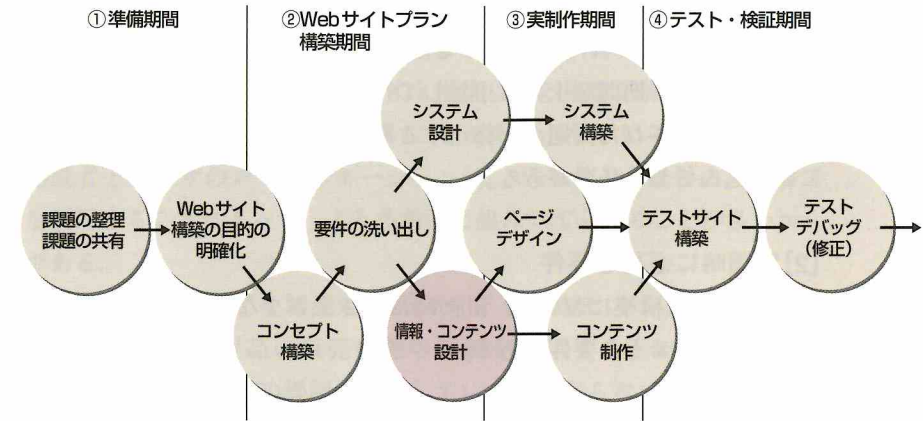 ①準備期間
②Webサイトプラン
構築期間
③実制作期間
④テスト・検証期間
システム
設計
システム
構築
課題の整理
課題の共有
Webサイト
構築の目的の
明確化
要件の洗い出し
ページ
デザイン
テストサイト
構築
テスト
デバッグ
（修正）
コンセプト
構築
情報・コンテンツ
設計
コンテンツ
制作